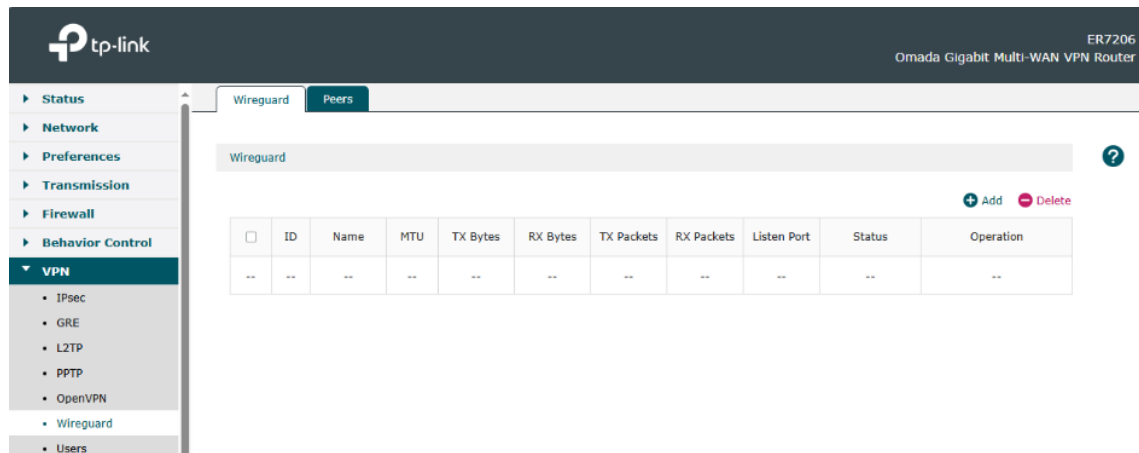 tp-link
ER7206
Omada Gigabit Multi-WAN VPN Router
Status
Network
Preferences
Transmission
Firewall
Behavior Control
VPN
IPsec
GRE
L2TP
PPTP
OpenVPN
Wireguard
Users
Wireguard Peers
Wireguard
?
Add Delete
ID Name MTU TX Bytes RX Bytes TX Packets RX Packets Listen Port Status Operation
-- -- -- -- -- -- -- -- -- -- --